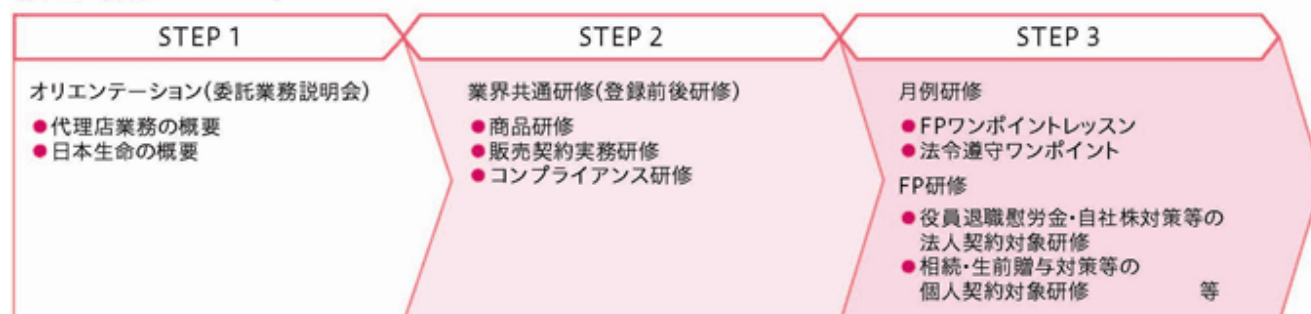 STEP 1
オリエンテーション(委託業務説明会)
●代理店業務の概要
●日本生命の概要
STEP 2
業界共通研修(登録前後研修)
●商品研修
●販売契約実務研修
●コンプライアンス研修
STEP 3
月例研修
●FPワンポイントレッスン
●法令遵守ワンポイント
FP研修
●役員退職慰労金・自社株対策等の
法人契約対象研修
●相続・生前贈与対策等の
個人契約対象研修 等